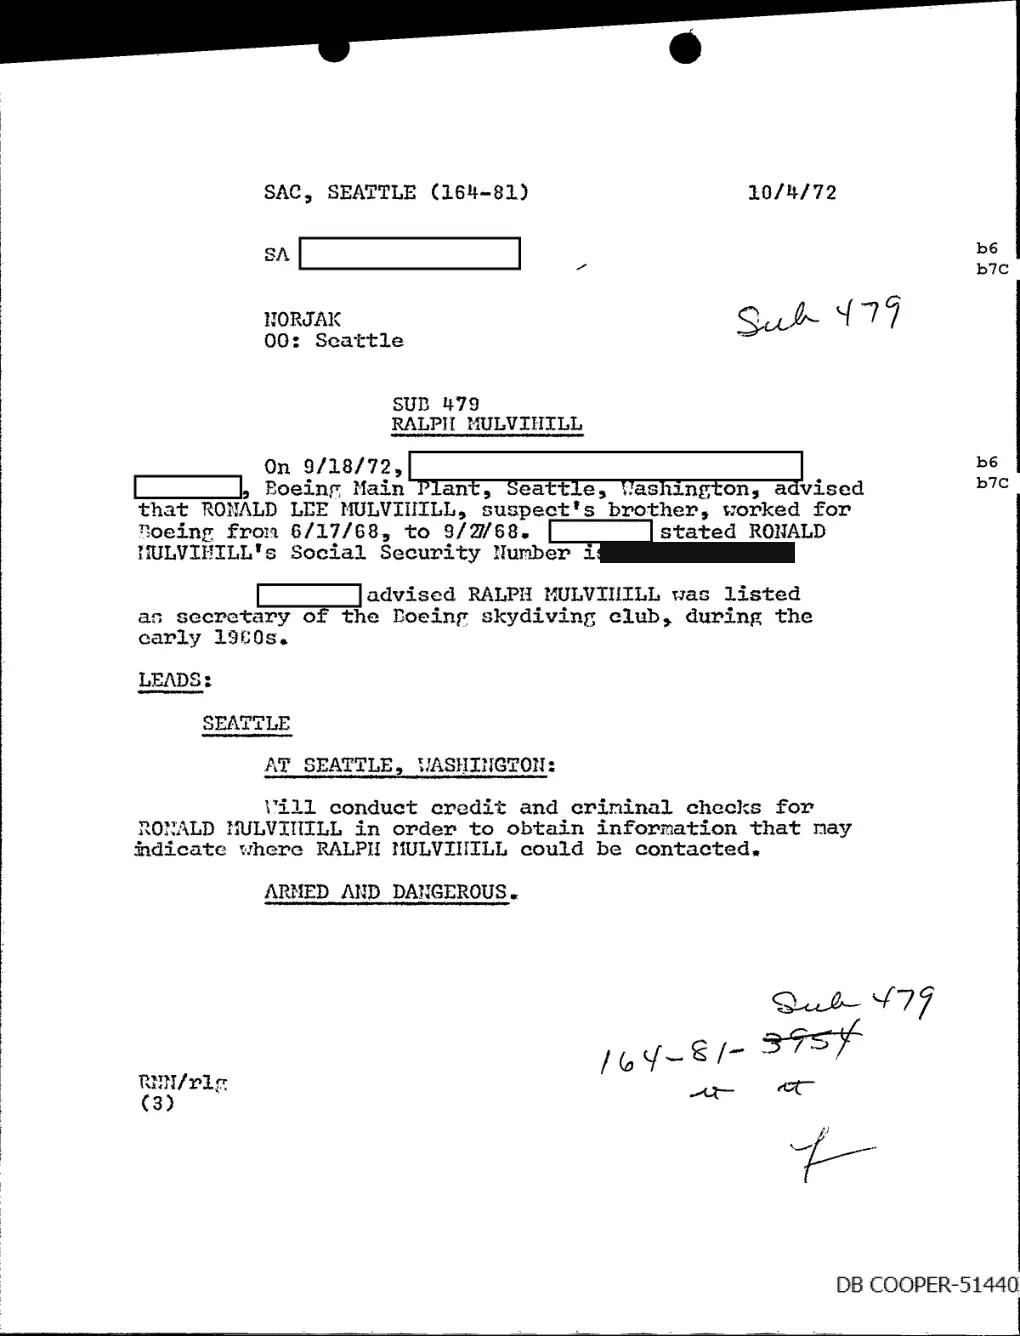 SAC, SEATTLE (164-81) 10/4/72
SA
b6
b7C
NORJAK
OO: Seattle
Sub 479
SUB 479
RALPH MULVIHILL
b6
b7C
On 9/18/72,
, Boeing Main Plant, Seattle, Washington, advised
that RONALD LEE MULVIHILL, suspect's brother, worked for
Boeing from 6/17/68, to 9/27/68. stated RONALD
MULVIHILL's Social Security Number is
advised RALPH MULVIHILL was listed
as secretary of the Boeing skydiving club, during the
early 1960s.
LEADS:
SEATTLE
AT SEATTLE, WASHINGTON:
Will conduct credit and criminal checks for
RONALD MULVIHILL in order to obtain information that may
indicate where RALPH MULVIHILL could be contacted.
ARMED AND DANGEROUS.
Sub 479
164-81-3954
RNN/rlg
(3)
DB COOPER-51440